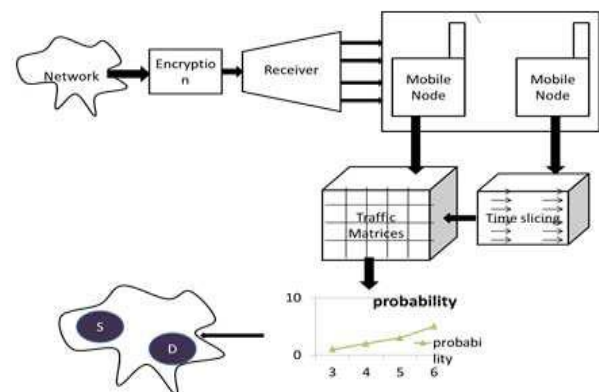 Network
Encryptio
n
Receiver
Mobile
Node
Mobile
Node
Traffic
Matrices
Time slicing
probability
10
0
3 4 5 6
probabi
lity
S
D